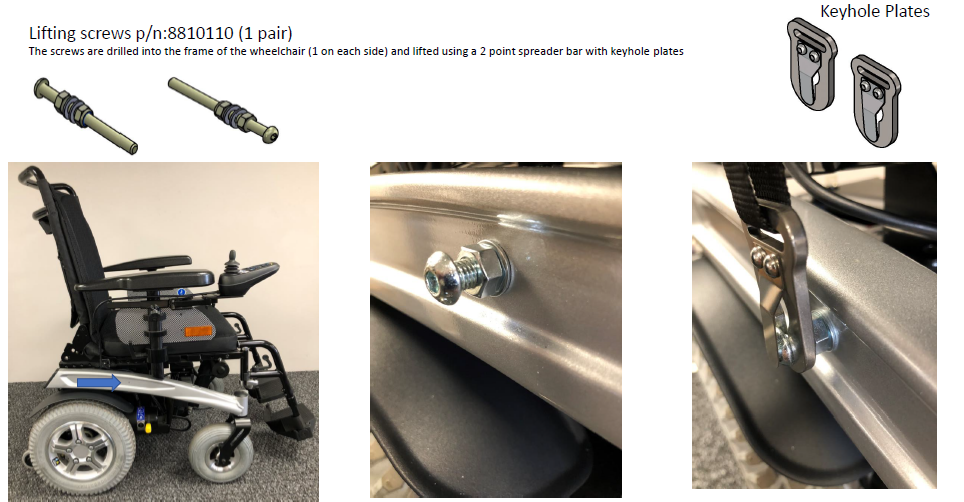 Keyhole Plates
Lifting screws p/n:8810110 (1 pair)
The screws are drilled into the frame of the wheelchair (1 on each side) and lifted using a 2 point spreader bar with keyhole plates